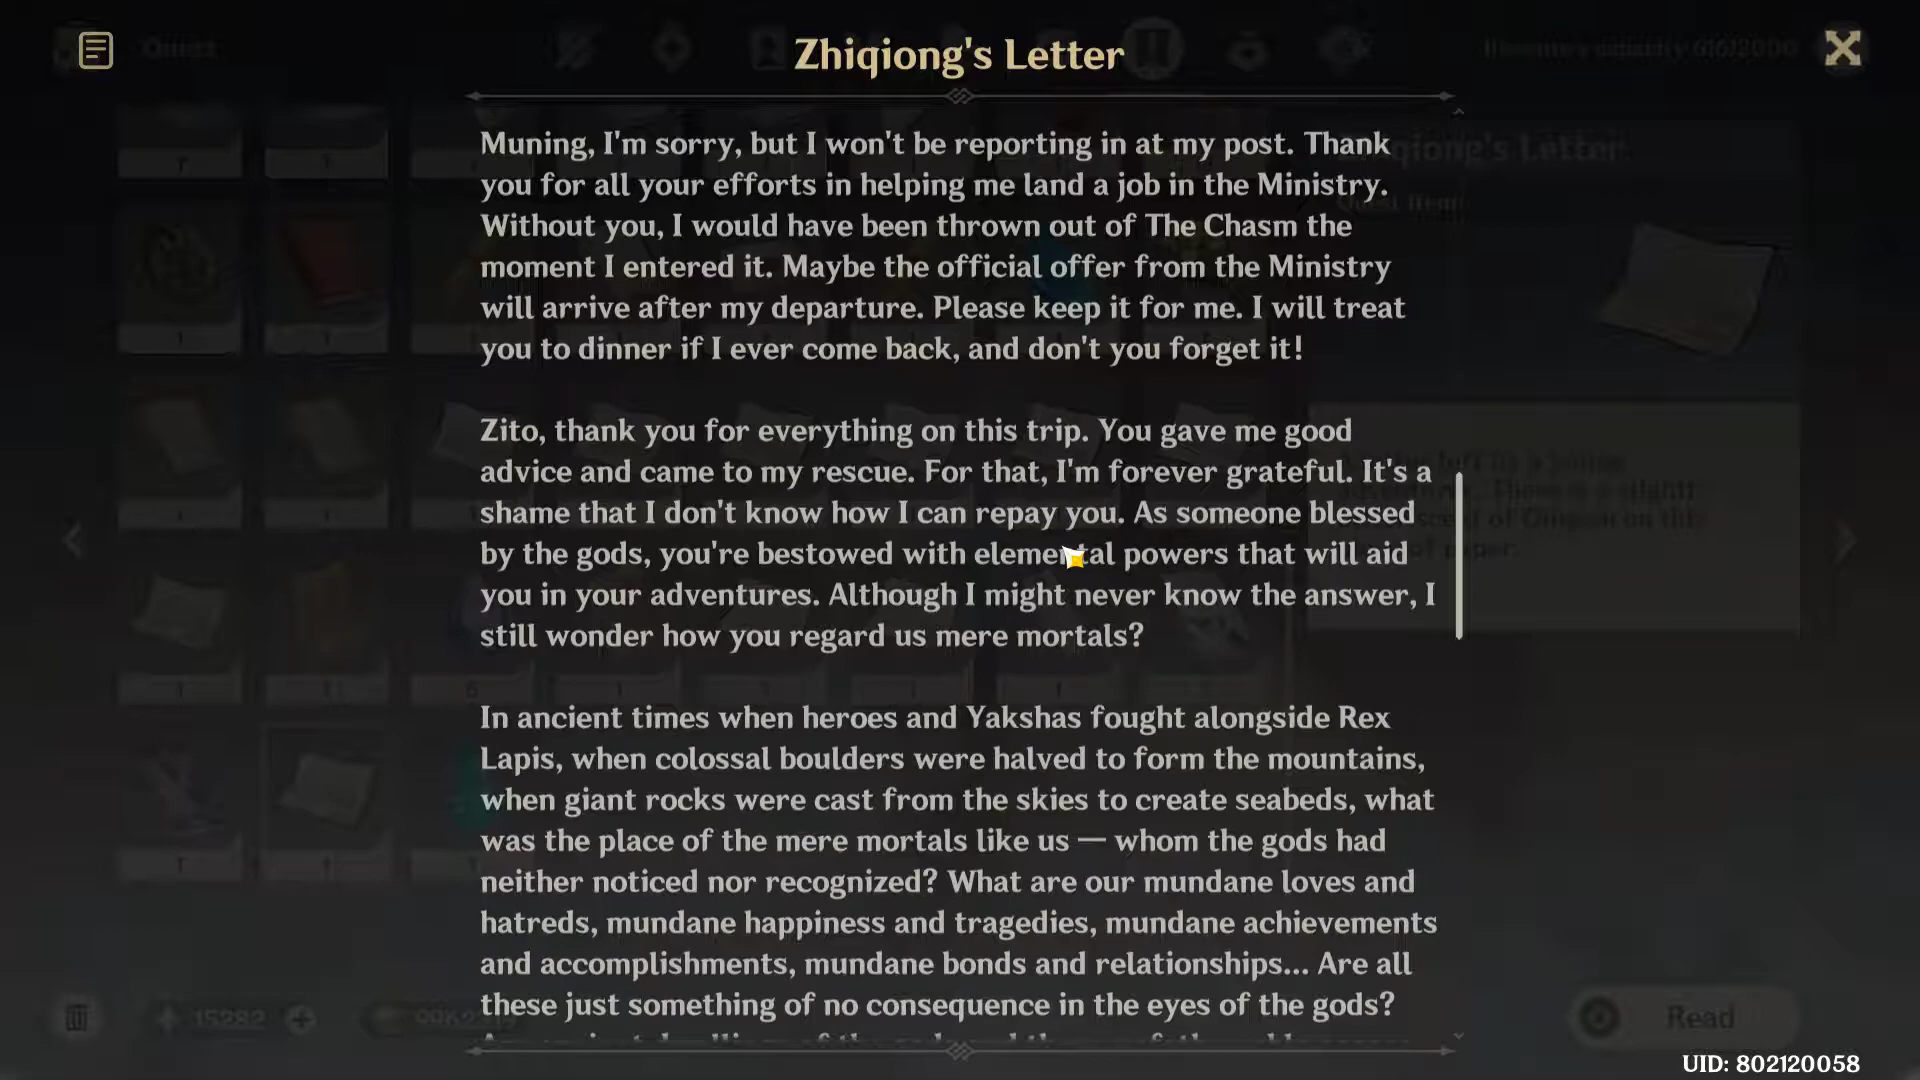 Quest
Zhiqiong's Letter
Muning, I'm sorry, but I won't be reporting in at my post. Thank
you for all your efforts in helping me land a job in the Ministry.
Without you, I would have been thrown out of The Chasm the
moment I entered it. Maybe the official offer from the Ministry
will arrive after my departure. Please keep it for me. I will treat
you to dinner if I ever come back, and don't you forget it!
Zito, thank you for everything on this trip. You gave me good
advice and came to my rescue. For that, I'm forever grateful. It's a
shame that I don't know how I can repay you. As someone blessed
by the gods, you're bestowed with elemental powers that will aid
you in your adventures. Although I might never know the answer, I
still wonder how you regard us mere mortals?
In ancient times when heroes and Yakshas fought alongside Rex
Lapis, when colossal boulders were halved to form the mountains,
when giant rocks were cast from the skies to create seabeds, what
was the place of the mere mortals like us — whom the gods had
neither noticed nor recognized? What are our mundane loves and
hatreds, mundane happiness and tragedies, mundane achievements
and accomplishments, mundane bonds and relationships... Are all
these just something of no consequence in the eyes of the gods?
15282
Read
UID: 802120058